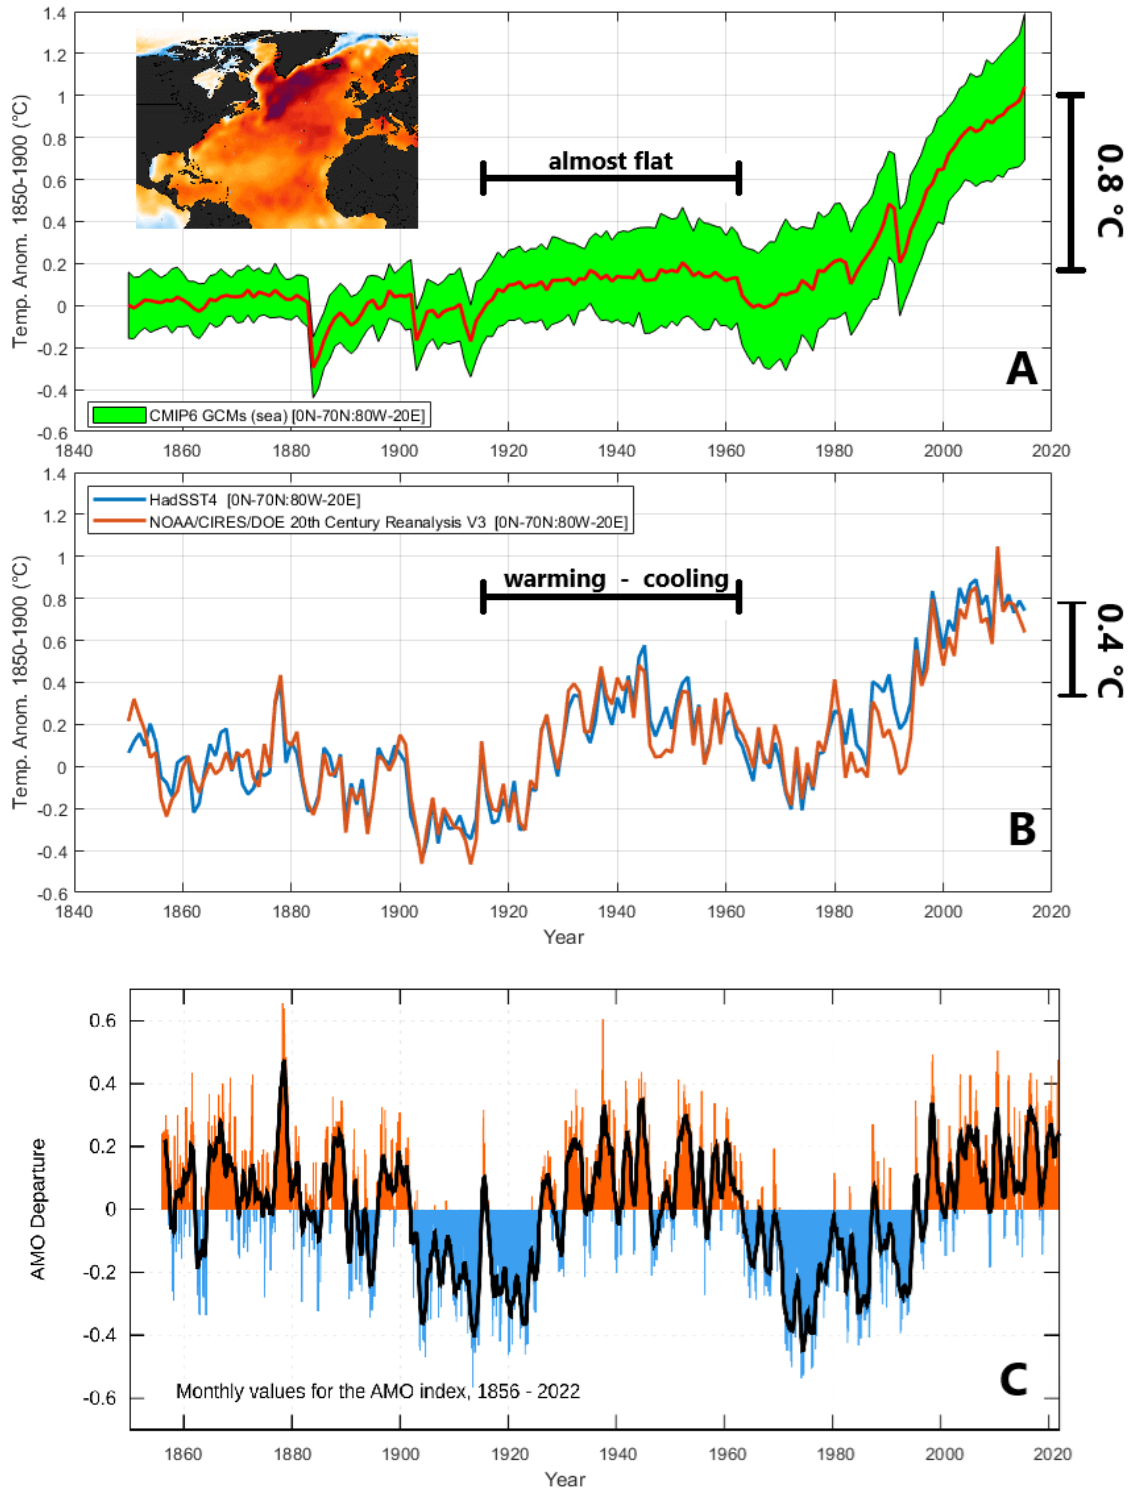 1.4
1.2
1
0.8
0.6
0.4
0.2
0
-0.2
-0.4
-0.6
Temp. Anom. 1850-1900 (°C)
almost flat
0.8 °C
A
CMIP6 GCMs (sea) [0N-70N:80W-20E]
1840 1860 1880 1900 1920 1940 1960 1980 2000 2020
1.4
1.2
1
0.8
0.6
0.4
0.2
0
-0.2
-0.4
-0.6
Temp. Anom. 1850-1900 (°C)
HadSST4 [0N-70N:80W-20E]
NOAA/CIRES/DOE 20th Century Reanalysis V3 [0N-70N:80W-20E]
warming - cooling
0.4 °C
B
1840 1860 1880 1900 1920 1940 1960 1980 2000 2020
Year
0.6
0.4
0.2
0
-0.2
-0.4
-0.6
AMO Departure
Monthly values for the AMO index, 1856 - 2022
C
1860 1880 1900 1920 1940 1960 1980 2000 2020
Year